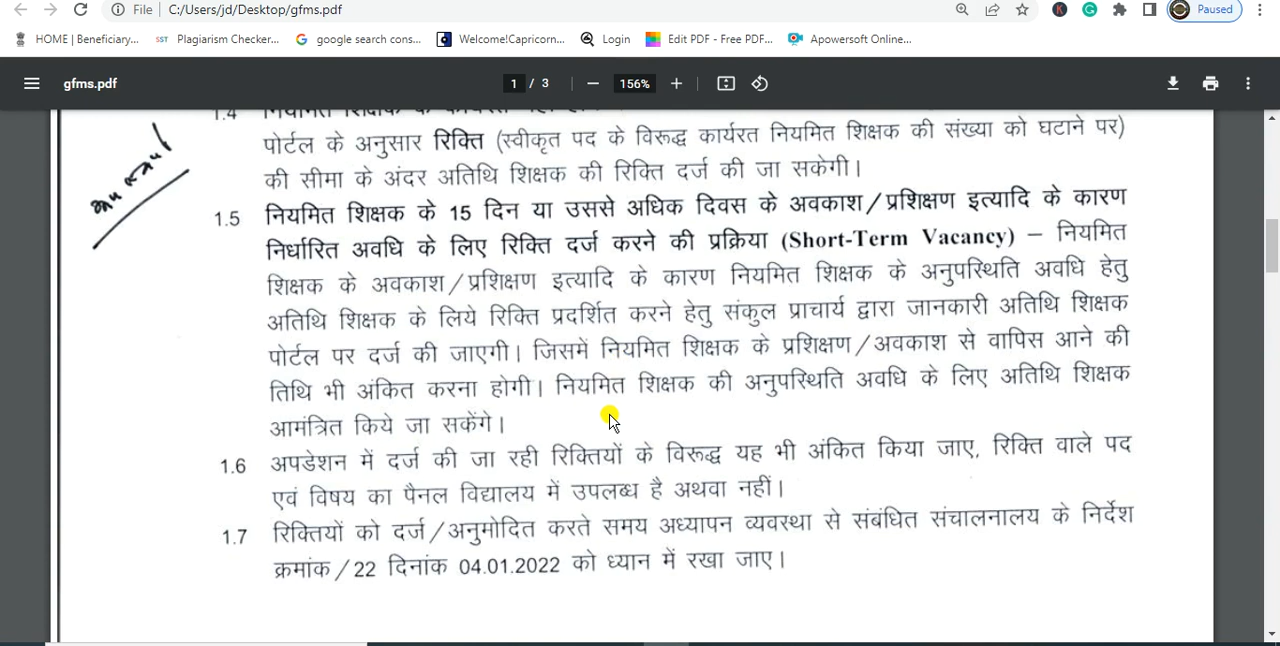 File C:/Users/jd/Desktop/gfms.pdf Paused
HOME | Beneficiary... SST Plagiarism Checker... google search cons... Welcome!Capricorn... Login Edit PDF - Free PDF... Apowersoft Online...
gfms.pdf 1 / 3 156%
1.4 नियमित शिक्षक के
पोर्टल के अनुसार रिक्ति (स्वीकृत पद के विरूद्ध कार्यरत नियमित शिक्षक की संख्या को घटाने पर)
की सीमा के अंदर अतिथि शिक्षक की रिक्ति दर्ज की जा सकेगी।
1.5 नियमित शिक्षक के 15 दिन या उससे अधिक दिवस के अवकाश/प्रशिक्षण इत्यादि के कारण
निर्धारित अवधि के लिए रिक्ति दर्ज करने की प्रक्रिया (Short-Term Vacancy) – नियमित
शिक्षक के अवकाश/प्रशिक्षण इत्यादि के कारण नियमित शिक्षक के अनुपस्थिति अवधि हेतु
अतिथि शिक्षक के लिये रिक्ति प्रदर्शित करने हेतु संकुल प्राचार्य द्वारा जानकारी अतिथि शिक्षक
पोर्टल पर दर्ज की जाएगी। जिसमें नियमित शिक्षक के प्रशिक्षण/अवकाश से वापिस आने की
तिथि भी अंकित करना होगी। नियमित शिक्षक की अनुपस्थिति अवधि के लिए अतिथि शिक्षक
आमंत्रित किये जा सकेंगे।
1.6 अपडेशन में दर्ज की जा रही रिक्तियों के विरूद्ध यह भी अंकित किया जाए, रिक्ति वाले पद
एवं विषय का पैनल विद्यालय में उपलब्ध है अथवा नहीं।
1.7 रिक्तियों को दर्ज/अनुमोदित करते समय अध्यापन व्यवस्था से संबंधित संचालनालय के निर्देश
क्रमांक/22 दिनांक 04.01.2022 को ध्यान में रखा जाए।